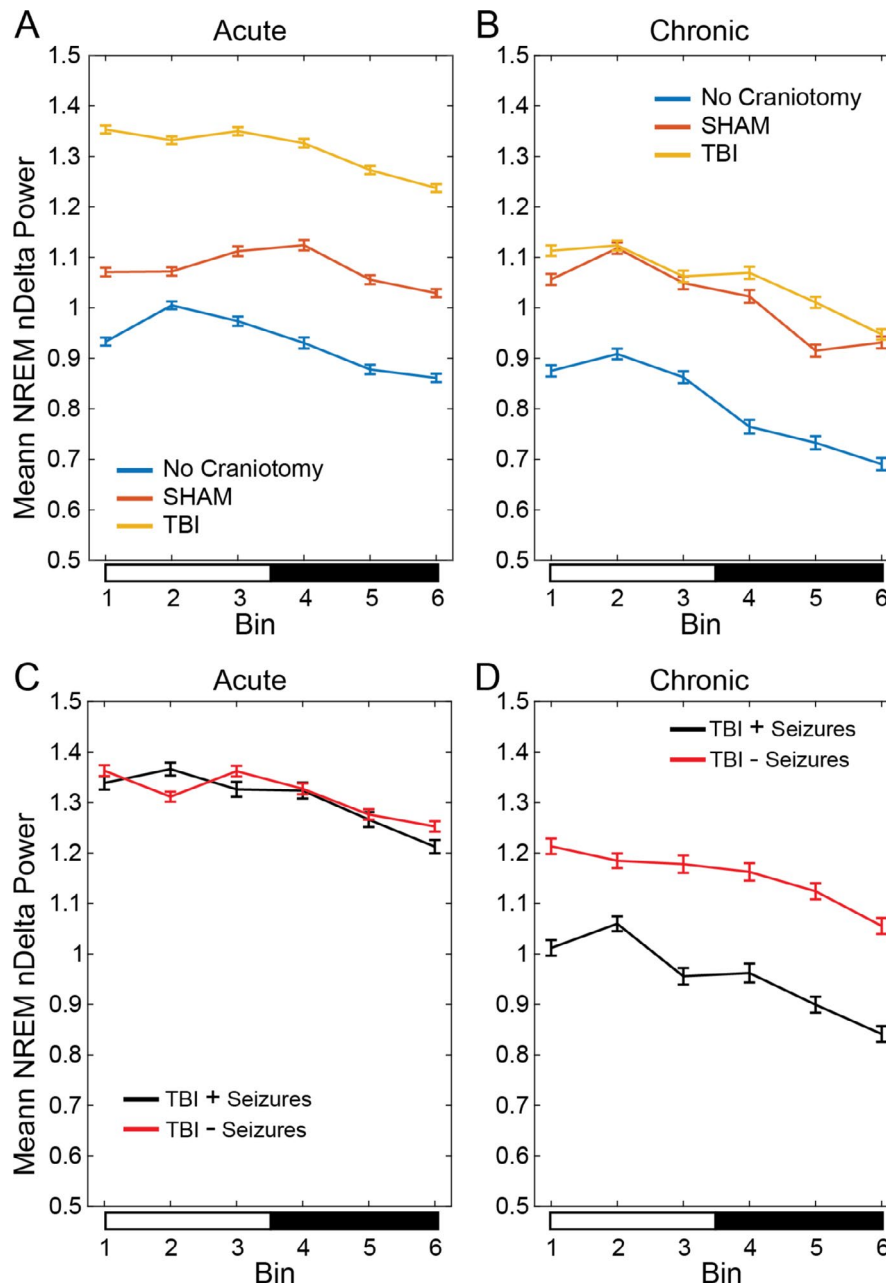 A
Acute
Meann NREM nDelta Power
1.5
1.4
1.3
1.2
1.1
1
0.9
0.8
0.7
0.6
0.5
No Craniotomy
SHAM
TBI
1 2 3 4 5 6
Bin
B
Chronic
1.5
1.4
1.3
1.2
1.1
1
0.9
0.8
0.7
0.6
0.5
No Craniotomy
SHAM
TBI
1 2 3 4 5 6
Bin
C
Acute
Meann NREM nDelta Power
1.5
1.4
1.3
1.2
1.1
1
0.9
0.8
0.7
0.6
0.5
TBI + Seizures
TBI - Seizures
1 2 3 4 5 6
Bin
D
Chronic
1.5
1.4
1.3
1.2
1.1
1
0.9
0.8
0.7
0.6
0.5
TBI + Seizures
TBI - Seizures
1 2 3 4 5 6
Bin